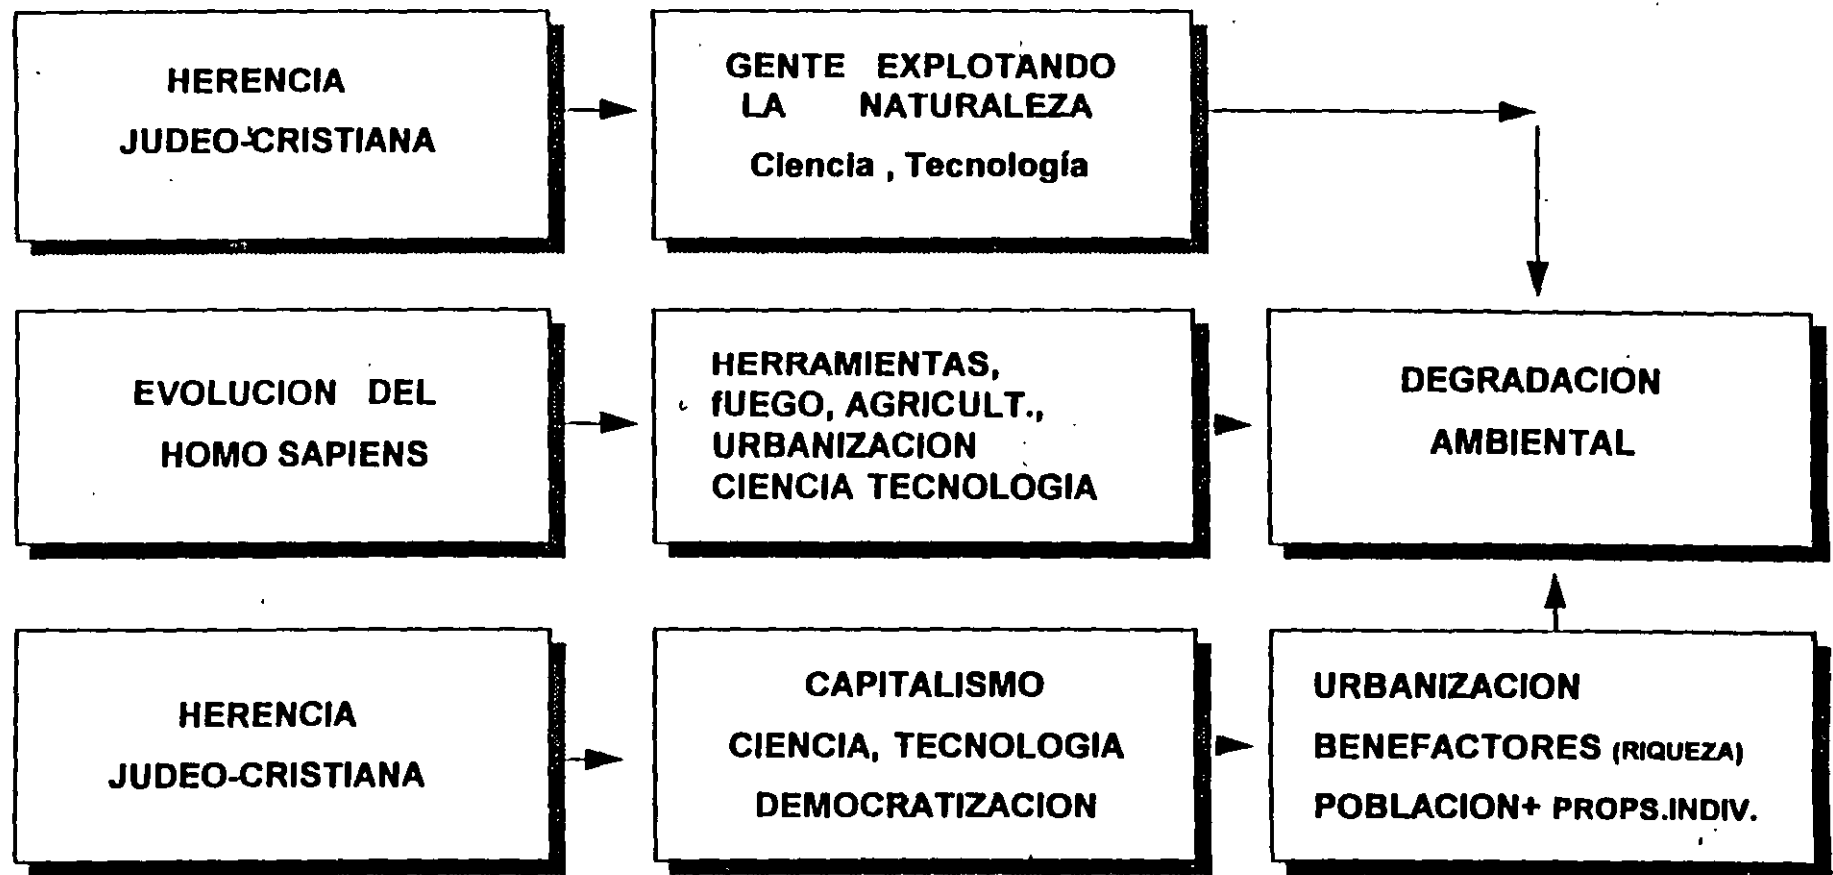 HERENCIA
JUDEO-CRISTIANA
GENTE EXPLOTANDO
LA NATURALEZA
Ciencia , Tecnología
EVOLUCION DEL
HOMO SAPIENS
HERRAMIENTAS,
fUEGO, AGRICULT.,
URBANIZACION
CIENCIA TECNOLOGIA
DEGRADACION
AMBIENTAL
HERENCIA
JUDEO-CRISTIANA
CAPITALISMO
CIENCIA, TECNOLOGIA
DEMOCRATIZACION
URBANIZACION
BENEFACTORES (RIQUEZA)
POBLACION+ PROPS.INDIV.